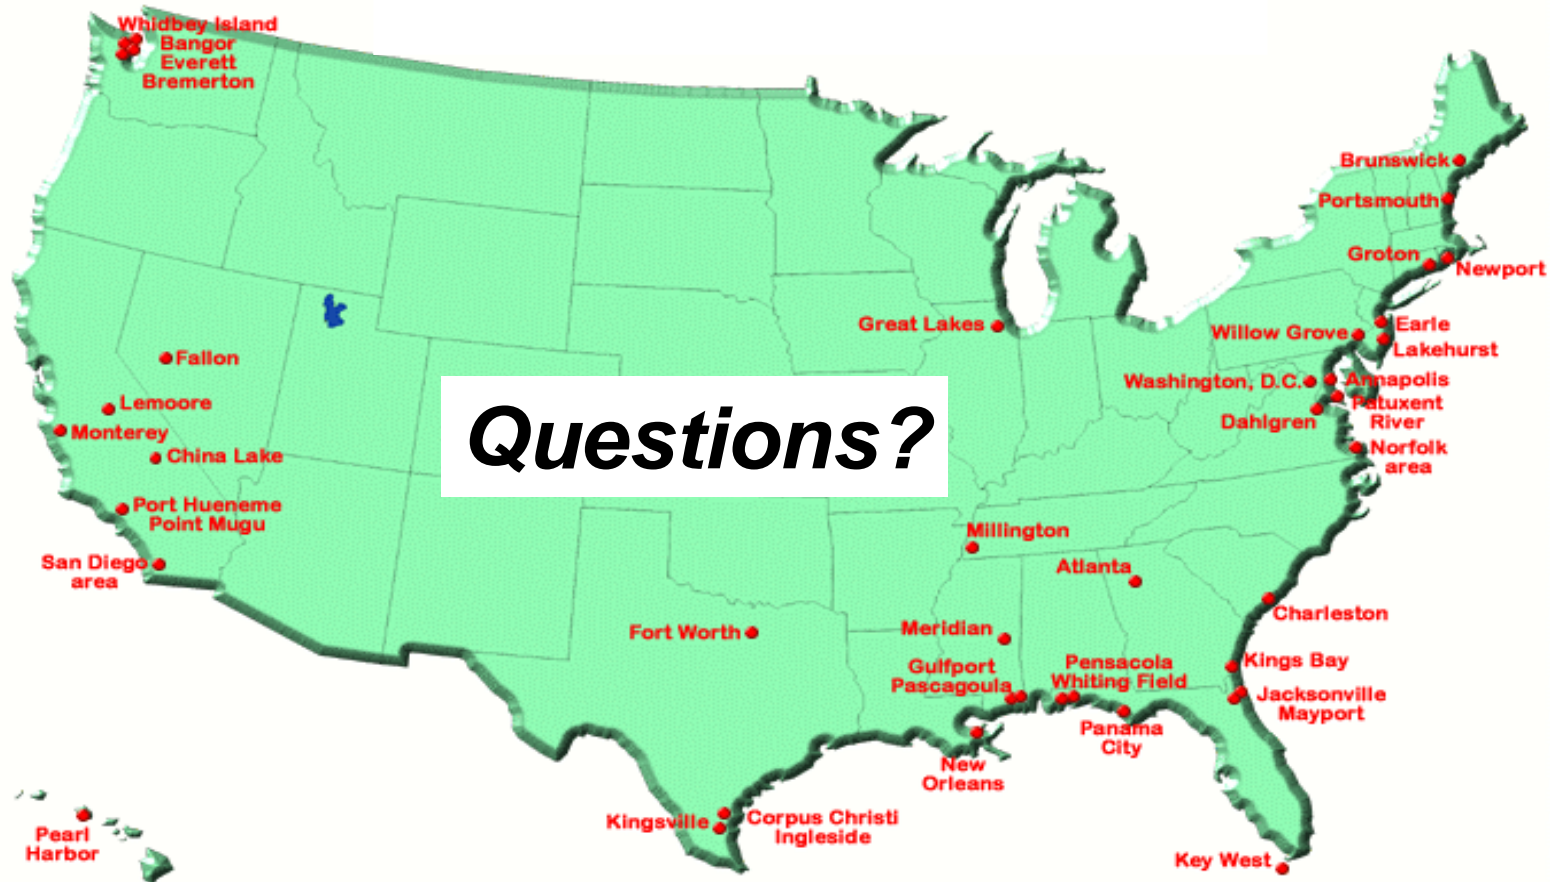 Whidbey Island
Bangor
Everett
Bremerton
Brunswick
Portsmouth
Groton
Newport
Great Lakes
Willow Grove
Earle
Lakehurst
Fallon
Washington, D.C.
Annapolis
Lemoore
Patuxent
River
Dahlgren
Monterey
Questions?
China Lake
Norfolk
area
Port Hueneme
Point Mugu
Millington
San Diego
area
Atlanta
Charleston
Fort Worth
Meridian
Kings Bay
Gulfport
Pascagoula
Pensacola
Whiting Field
Jacksonville
Mayport
Panama
City
New
Orleans
Kingsville
Corpus Christi
Ingleside
Pearl
Harbor
Key West